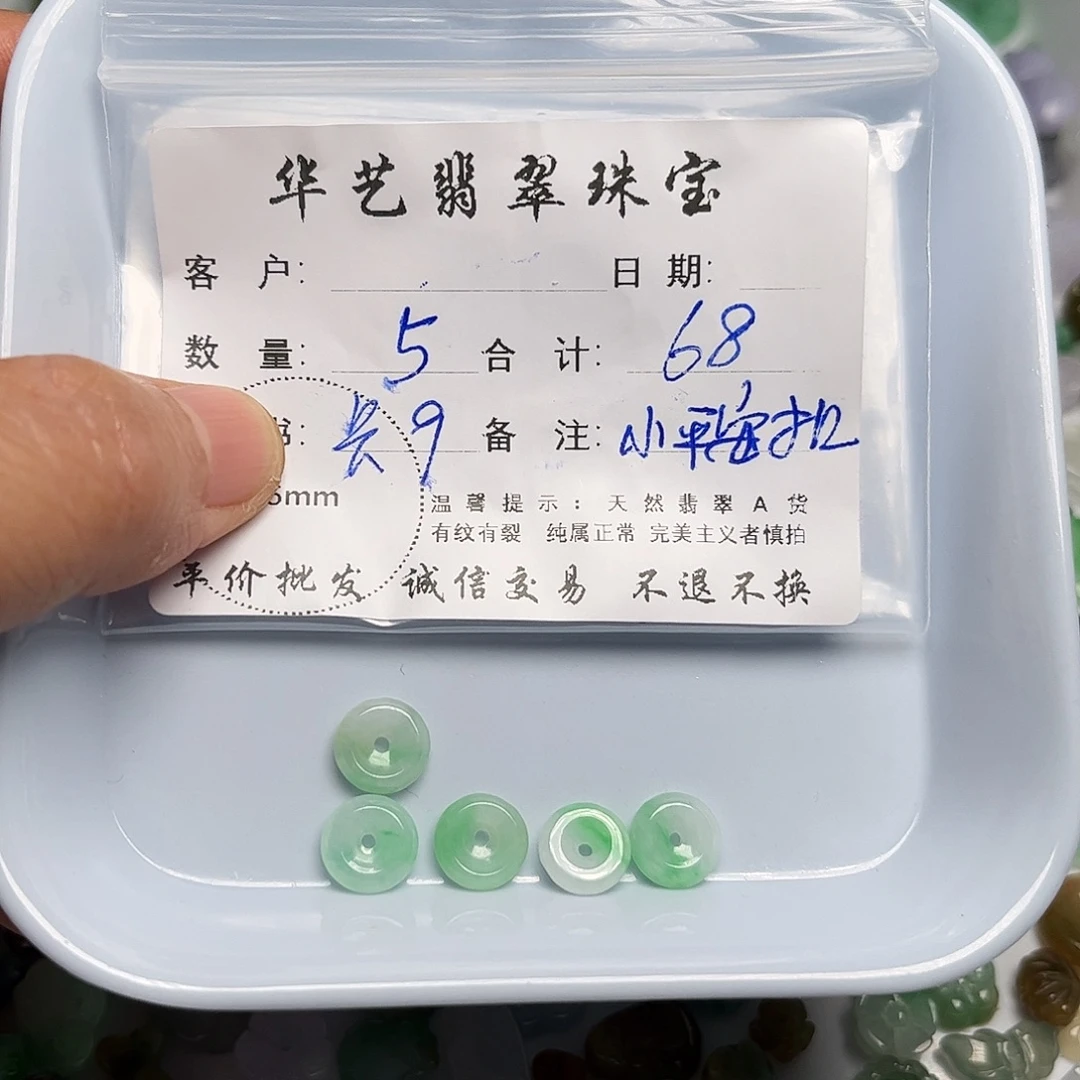 华艺翡翠珠宝
客 户: 日 期:
数 量: 5 合 计: 68
书: 长9 备 注: 小平安扣
6mm
温馨提示: 天然翡翠A货
有纹有裂 纯属正常 完美主义者慎拍
平价批发 诚信交易 不退不换